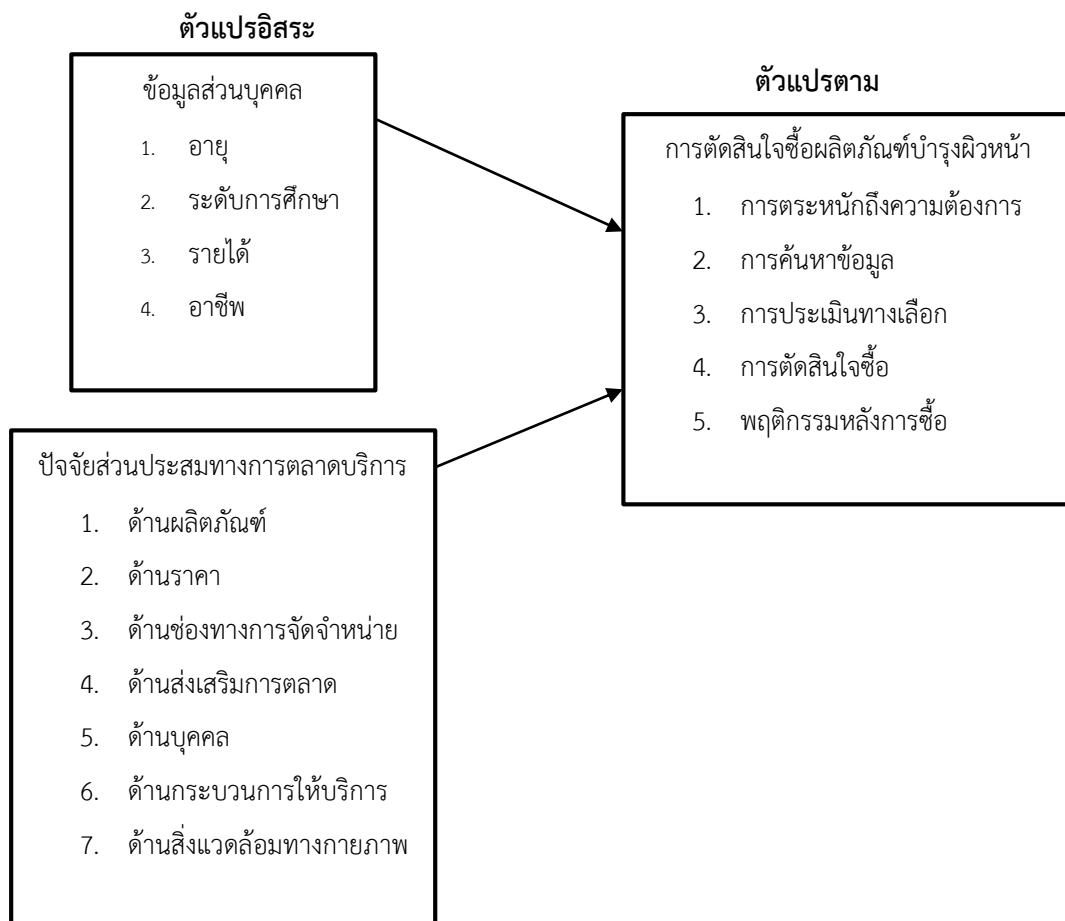 ตัวแปรอิสระ
ข้อมูลส่วนบุคคล
1. อายุ
2. ระดับการศึกษา
3. รายได้
4. อาชีพ
ตัวแปรตาม
การตัดสินใจซื้อผลิตภัณฑ์บำรุงผิวหน้า
1. การตระหนักถึงความต้องการ
2. การค้นหาข้อมูล
3. การประเมินทางเลือก
4. การตัดสินใจซื้อ
5. พฤติกรรมหลังการซื้อ
ปัจจัยส่วนประสมทางการตลาดบริการ
1. ด้านผลิตภัณฑ์
2. ด้านราคา
3. ด้านช่องทางการจัดจำหน่าย
4. ด้านส่งเสริมการตลาด
5. ด้านบุคคล
6. ด้านกระบวนการให้บริการ
7. ด้านสิ่งแวดล้อมทางกายภาพ